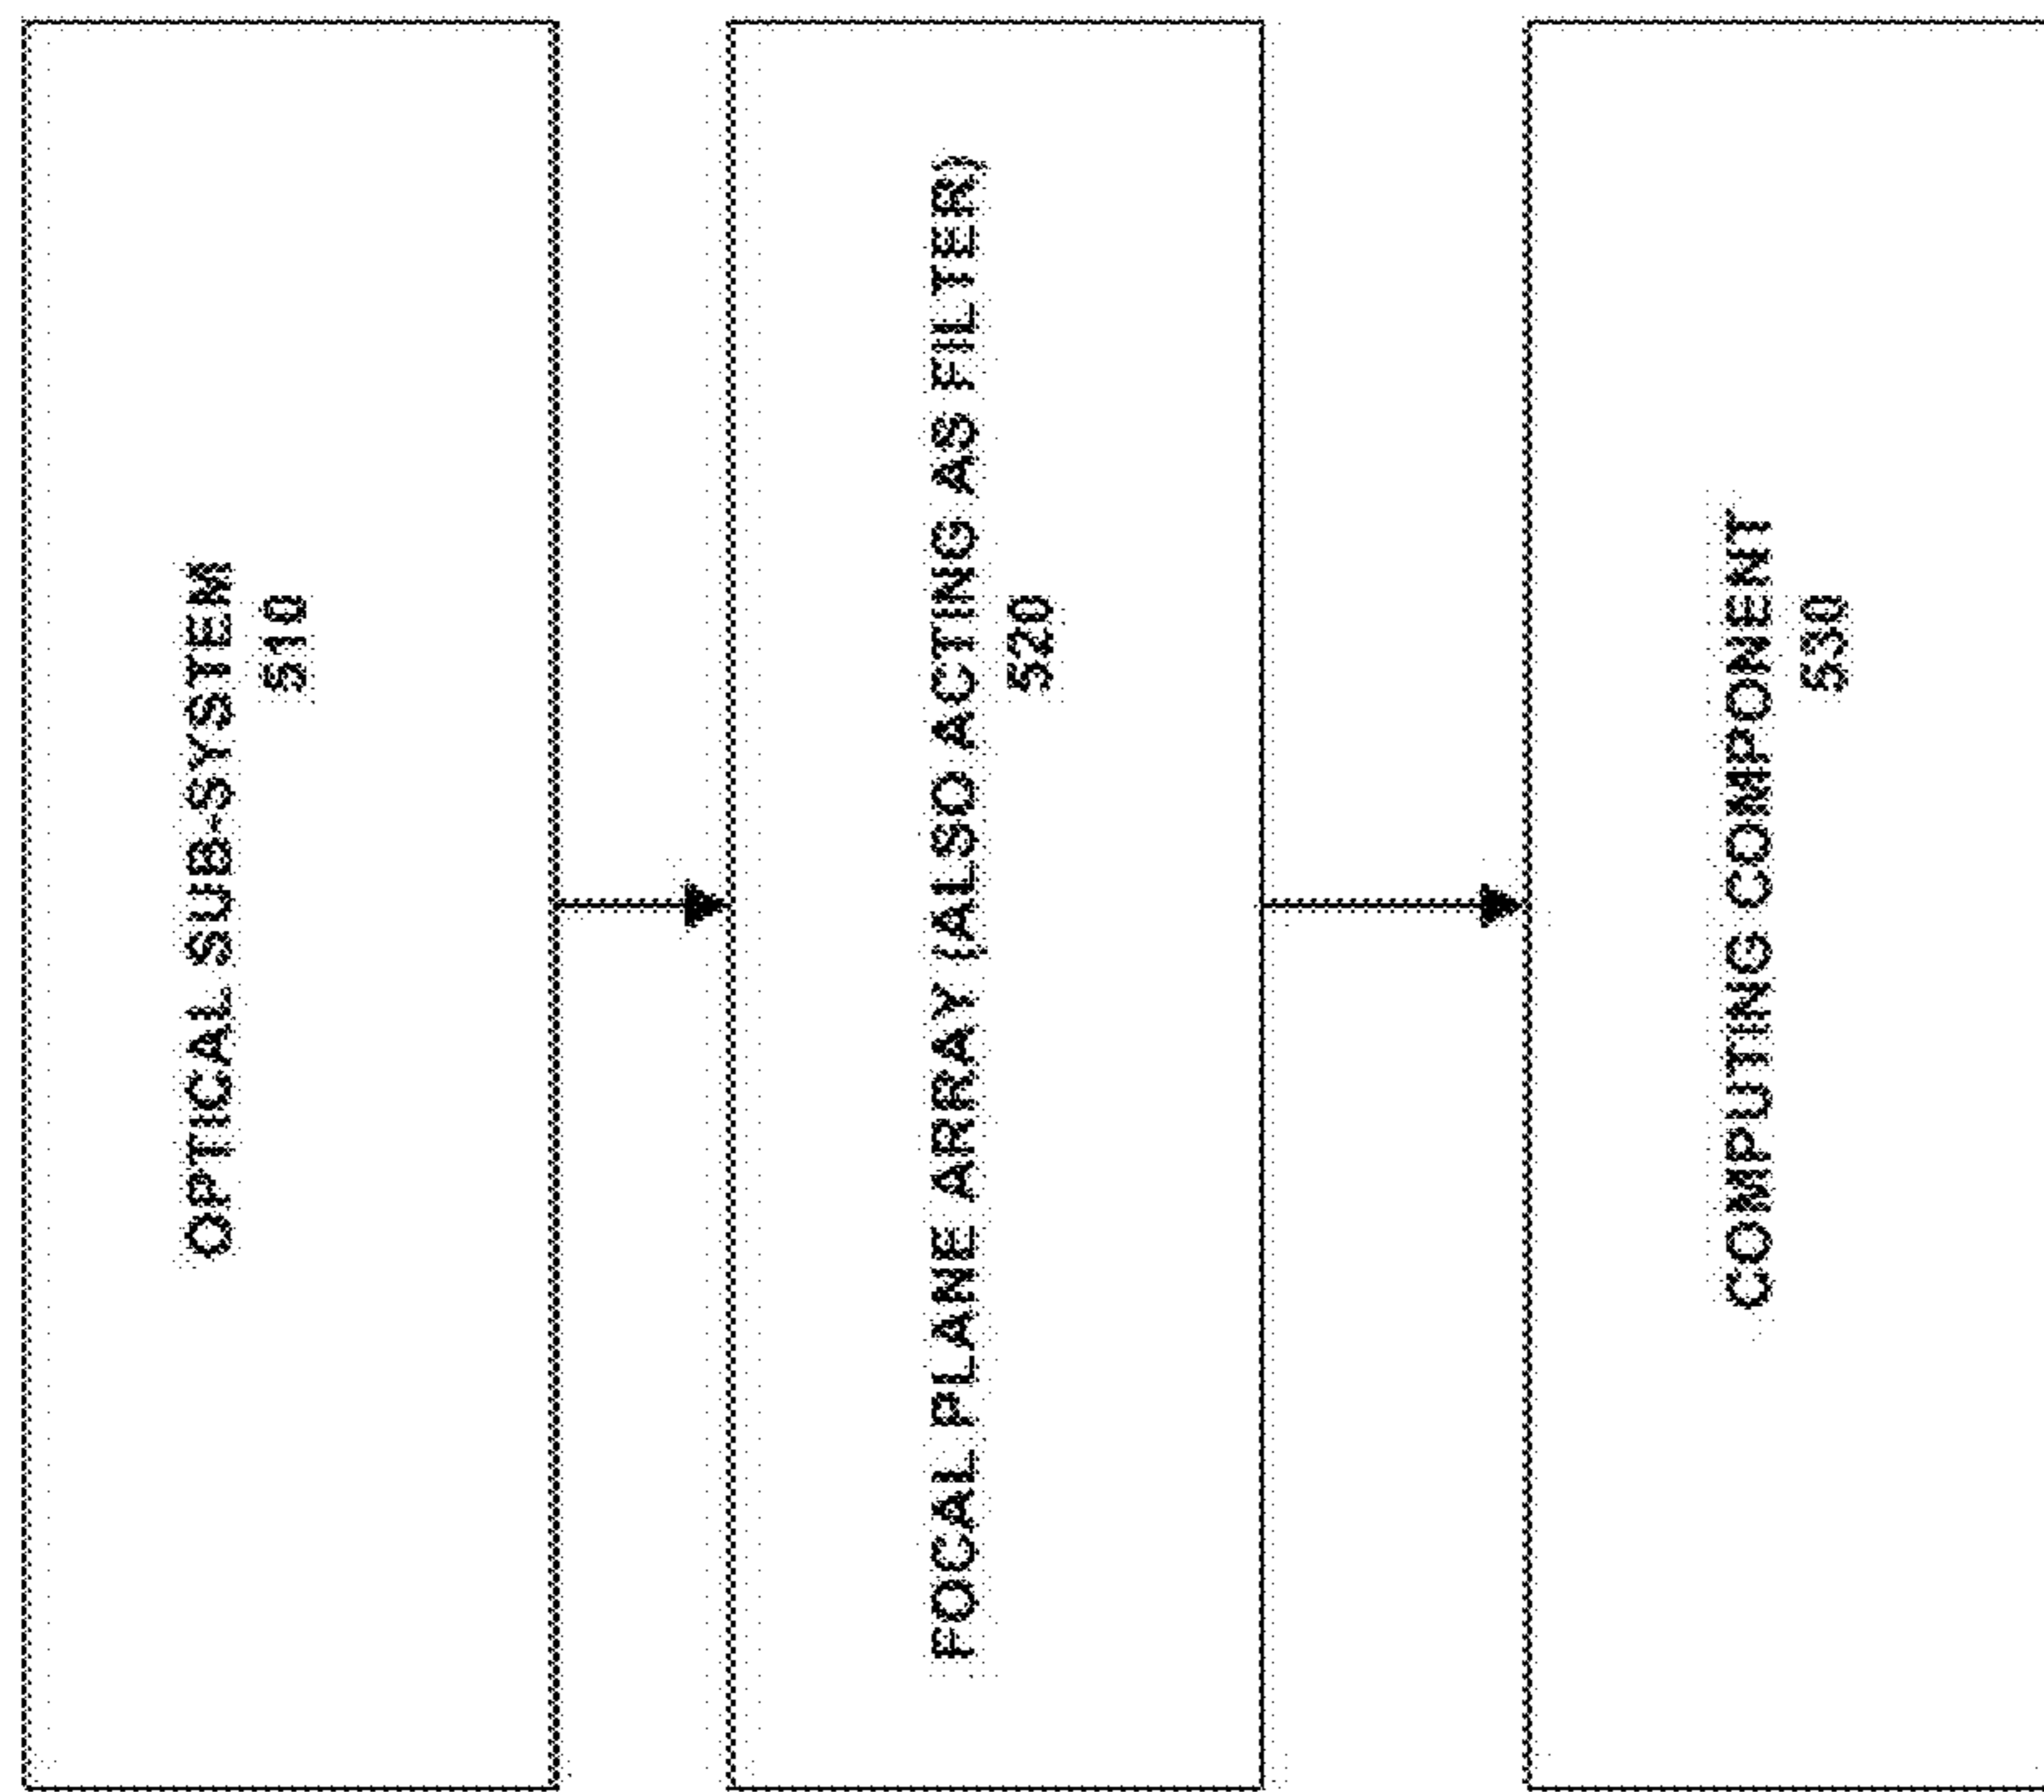 OPTICAL SUB-SYSTEM
510
FOCAL PLANE ARRAY (ALSO ACTING AS FILTER)
520
COMPUTING COMPONENT
530